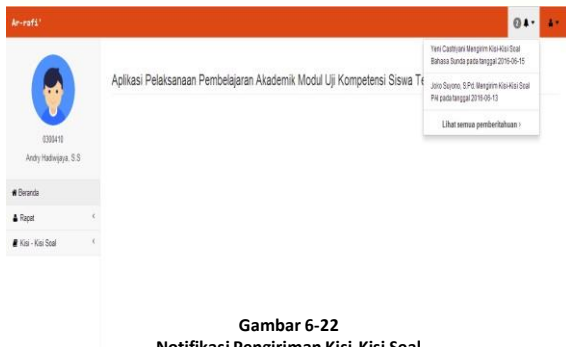 Ar-rafi'
Yeni Casthyani Mengirim Kisi-Kisi Soal
Bahasa Sunda pada tanggal 2016-06-15
Joko Suyono, S.Pd. Mengirim Kisi-Kisi Soal
PAI pada tanggal 2016-06-13
Lihat semua pemberitahuan ›
Aplikasi Pelaksanaan Pembelajaran Akademik Modul Uji Kompetensi Siswa Te
0300410
Andry Hadiwijaya, S.S
Beranda
Rapat
Kisi - Kisi Soal
Gambar 6-22
Notifikasi Pengiriman Kisi-Kisi Soal